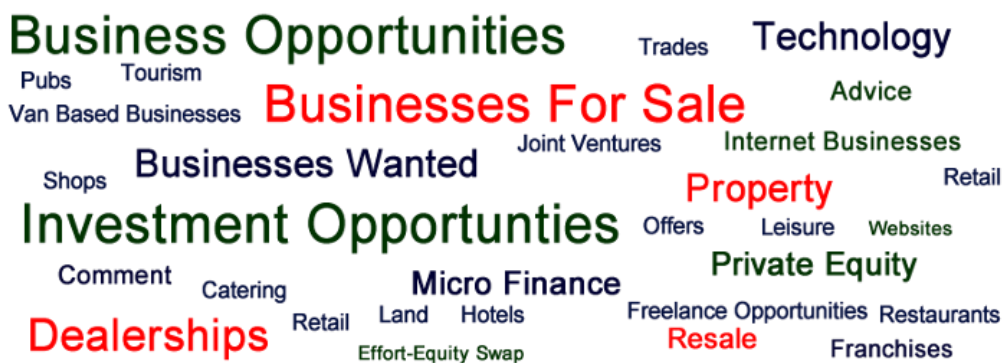 Business Opportunities
Trades
Technology
Pubs
Tourism
Van Based Businesses
Businesses For Sale
Advice
Joint Ventures
Internet Businesses
Businesses Wanted
Shops
Property
Retail
Investment Opportunties
Offers
Leisure
Websites
Comment
Private Equity
Catering
Micro Finance
Dealerships
Retail
Land
Hotels
Freelance Opportunities
Restaurants
Effort-Equity Swap
Resale
Franchises